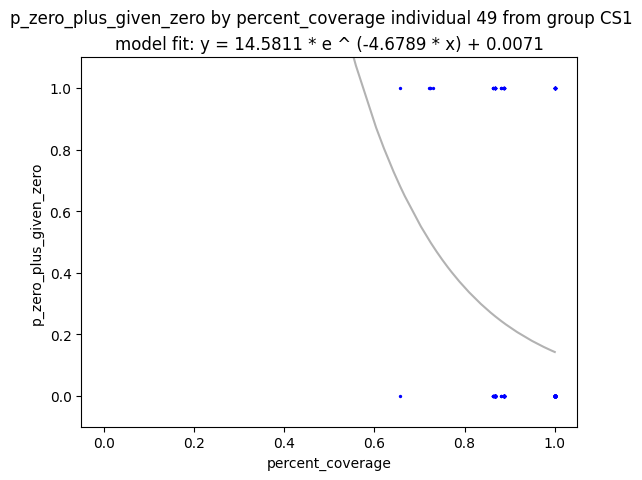 p_zero_plus_given_zero by percent_coverage individual 49 from group CS1
model fit: y = 14.5811 * e ^ (-4.6789 * x) + 0.0071
1.0
0.8
0.6
0.4
0.2
0.0
p_zero_plus_given_zero
0.0 0.2 0.4 0.6 0.8 1.0
percent_coverage